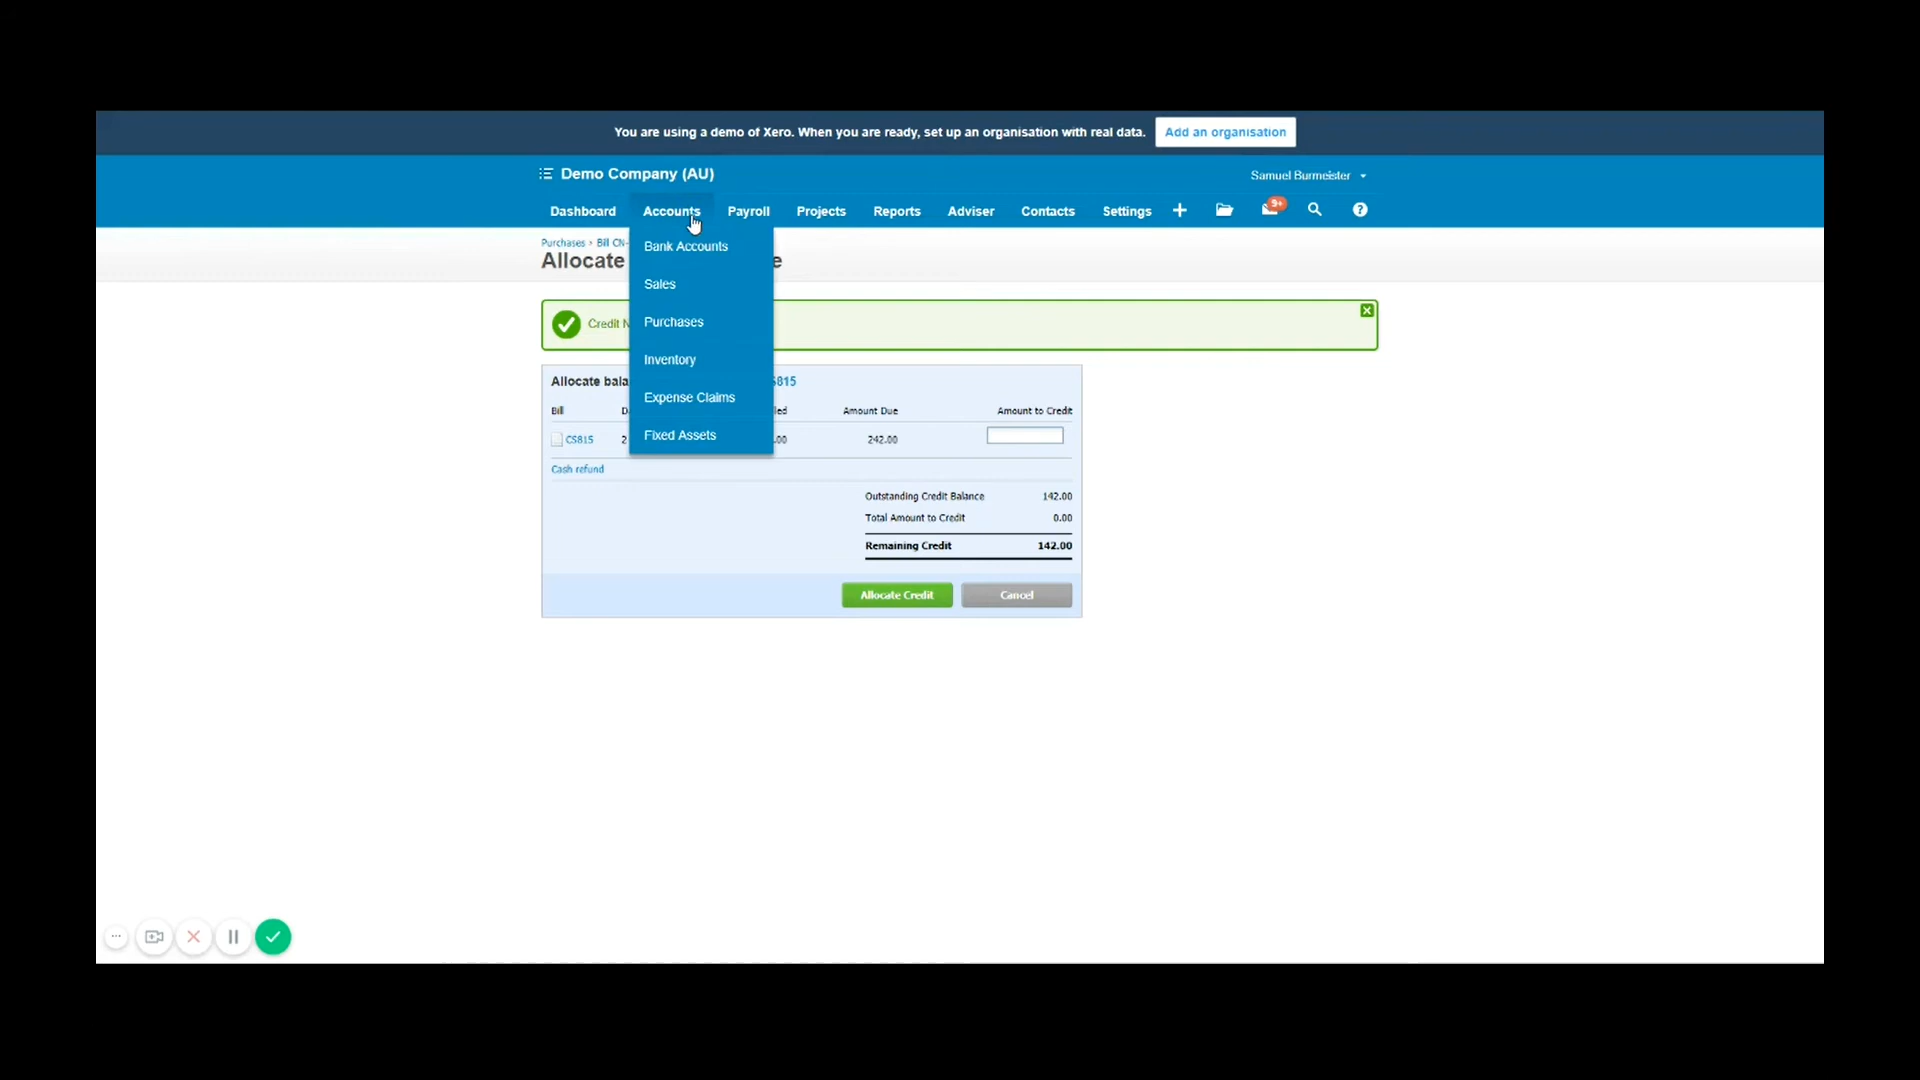 You are using a demo of Xero. When you are ready, set up an organisation with real data. Add an organisation
Demo Company (AU) Samuel Burmeister
Dashboard Accounts Payroll Projects Reports Adviser Contacts Settings 9+
Purchases > Bill CN-
Allocate e
Bank Accounts
Sales
Purchases
Inventory
Expense Claims
Fixed Assets
Credit N
Allocate bala 815
Bill D led Amount Due Amount to Credit
CS815 2 .00 242.00
Cash refund
Outstanding Credit Balance 142.00
Total Amount to Credit 0.00
Remaining Credit 142.00
Allocate Credit Cancel